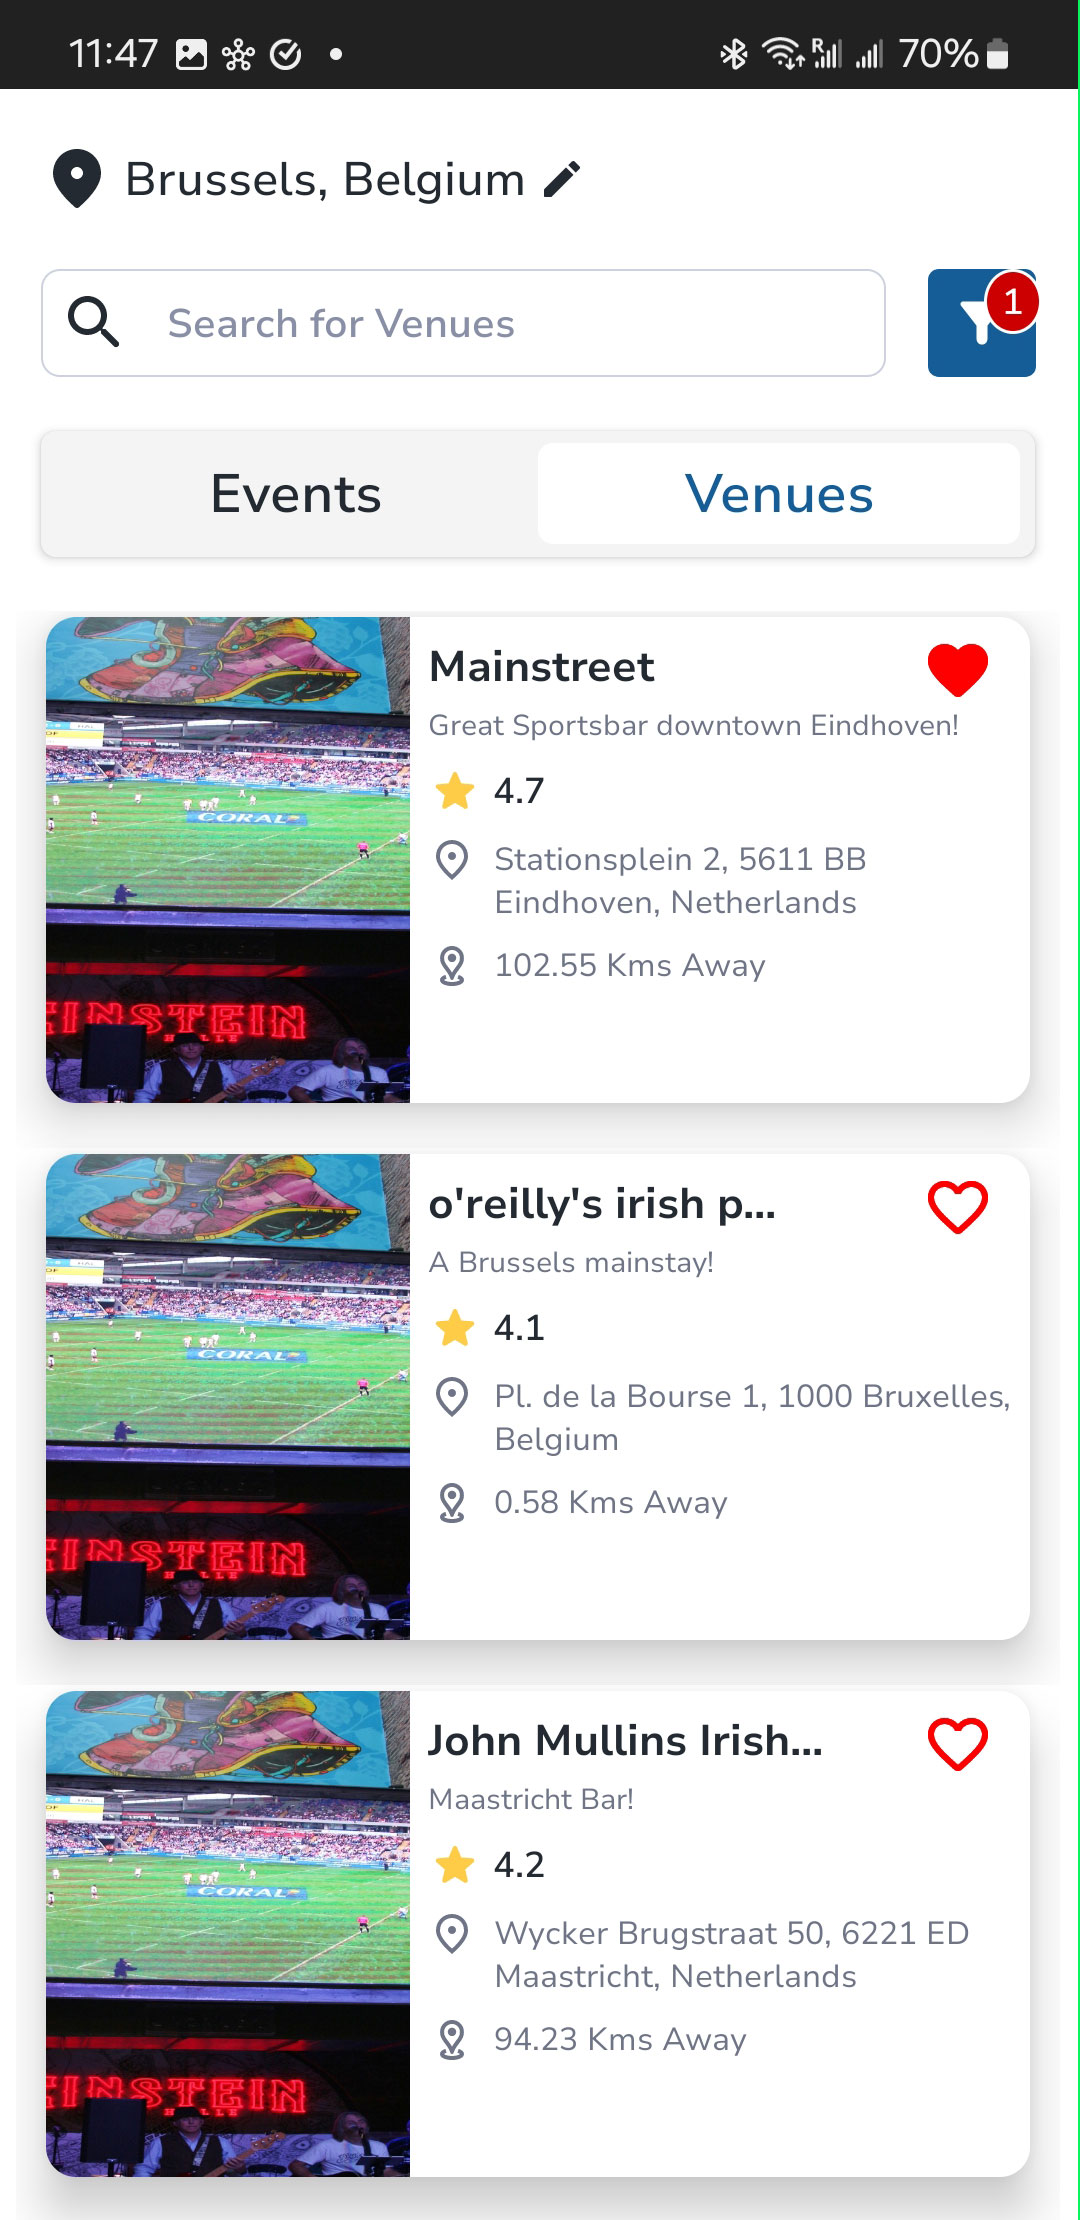 11:47
R
70%
Brussels, Belgium
Search for Venues
1
Events
Venues
Mainstreet
Great Sportsbar downtown Eindhoven!
4.7
Stationsplein 2, 5611 BB
Eindhoven, Netherlands
102.55 Kms Away
CORAL
EINSTEIN
o'reilly's irish p...
A Brussels mainstay!
4.1
Pl. de la Bourse 1, 1000 Bruxelles,
Belgium
0.58 Kms Away
CORAL
EINSTEIN
John Mullins Irish...
Maastricht Bar!
4.2
Wycker Brugstraat 50, 6221 ED
Maastricht, Netherlands
94.23 Kms Away
CORAL
EINSTEIN